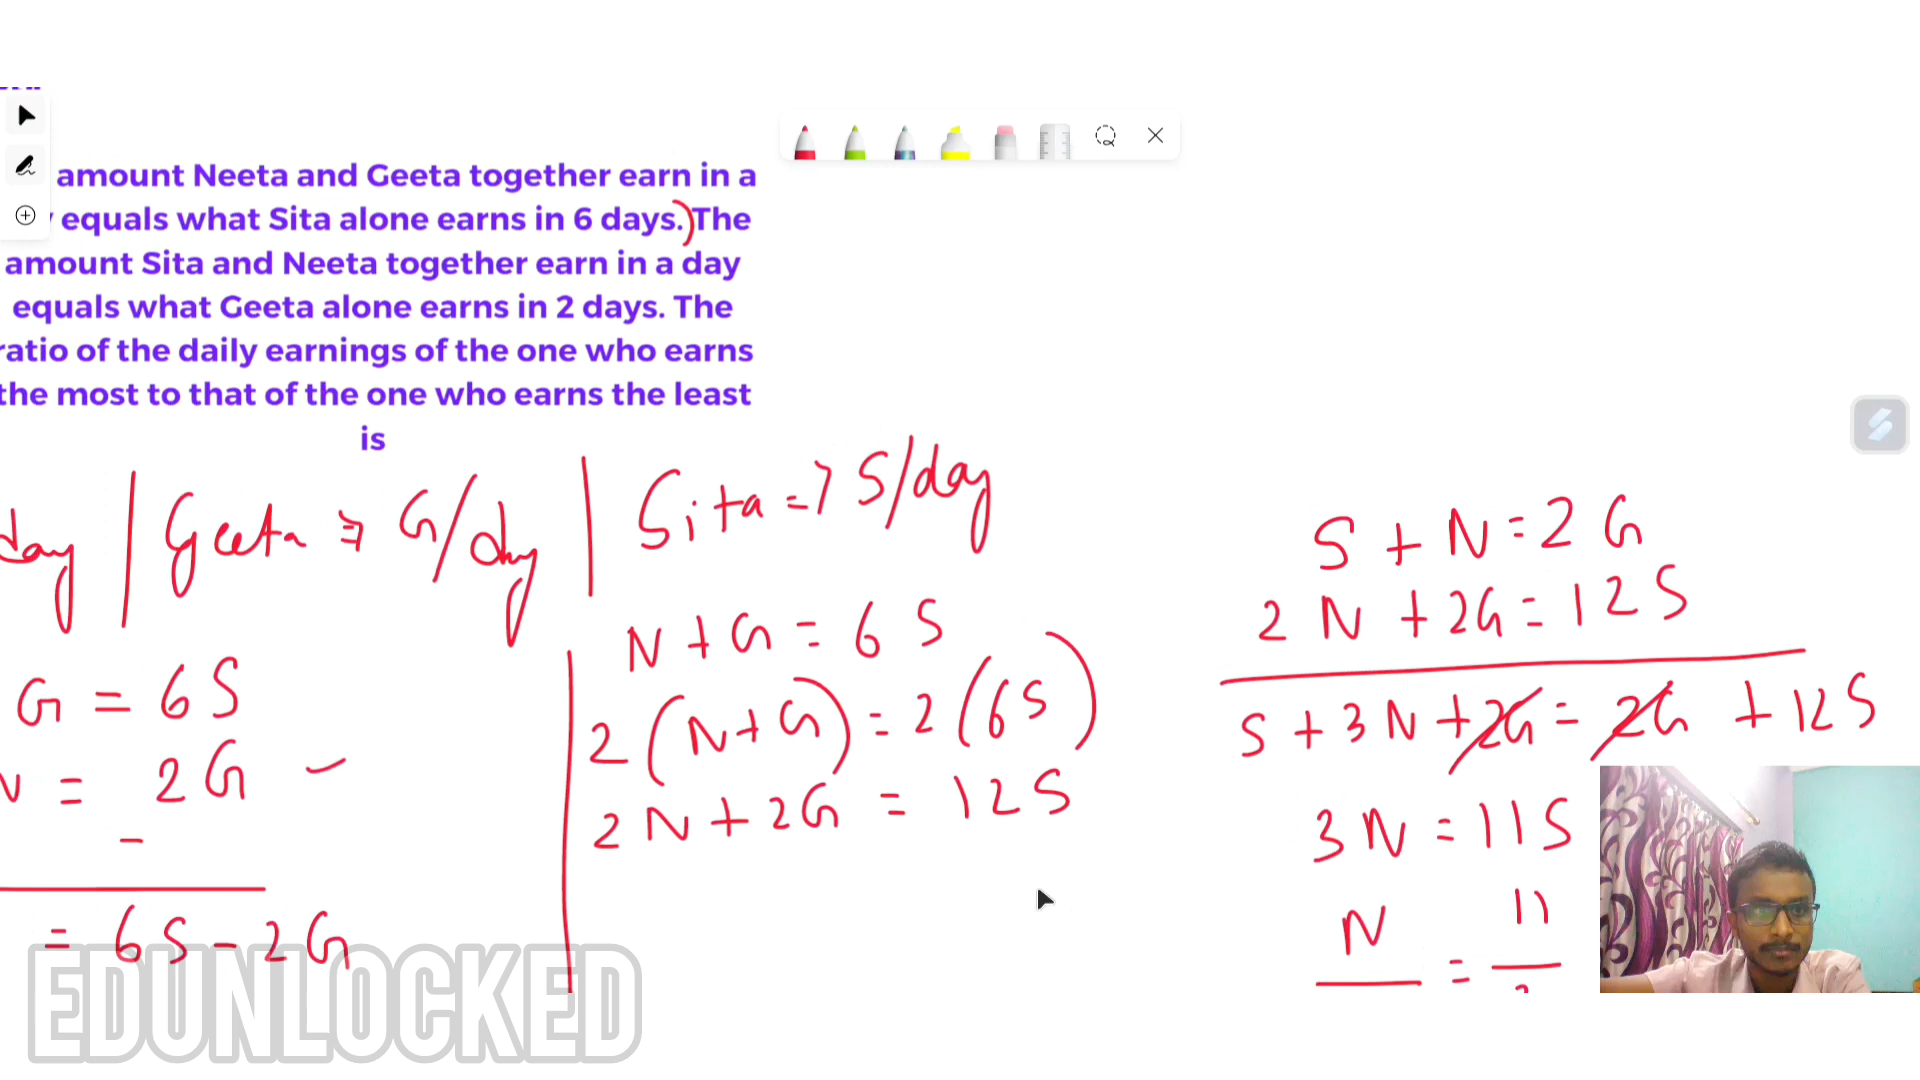 amount Neeta and Geeta together earn in a
equals what Sita alone earns in 6 days.) The
amount Sita and Neeta together earn in a day
equals what Geeta alone earns in 2 days. The
ratio of the daily earnings of the one who earns
the most to that of the one who earns the least
is
day | Geeta => G/day | Sita => S/day
G = 6S
N = 2G -
-
= 6S - 2G
N + G = 6 S
2 (N+G) = 2 (6S)
2N + 2G = 12S
S + N = 2 G
2 N + 2G = 12S
S + 3N + 2G = 2G + 12S
3N = 11S
N = 11
EDUNLOCKED